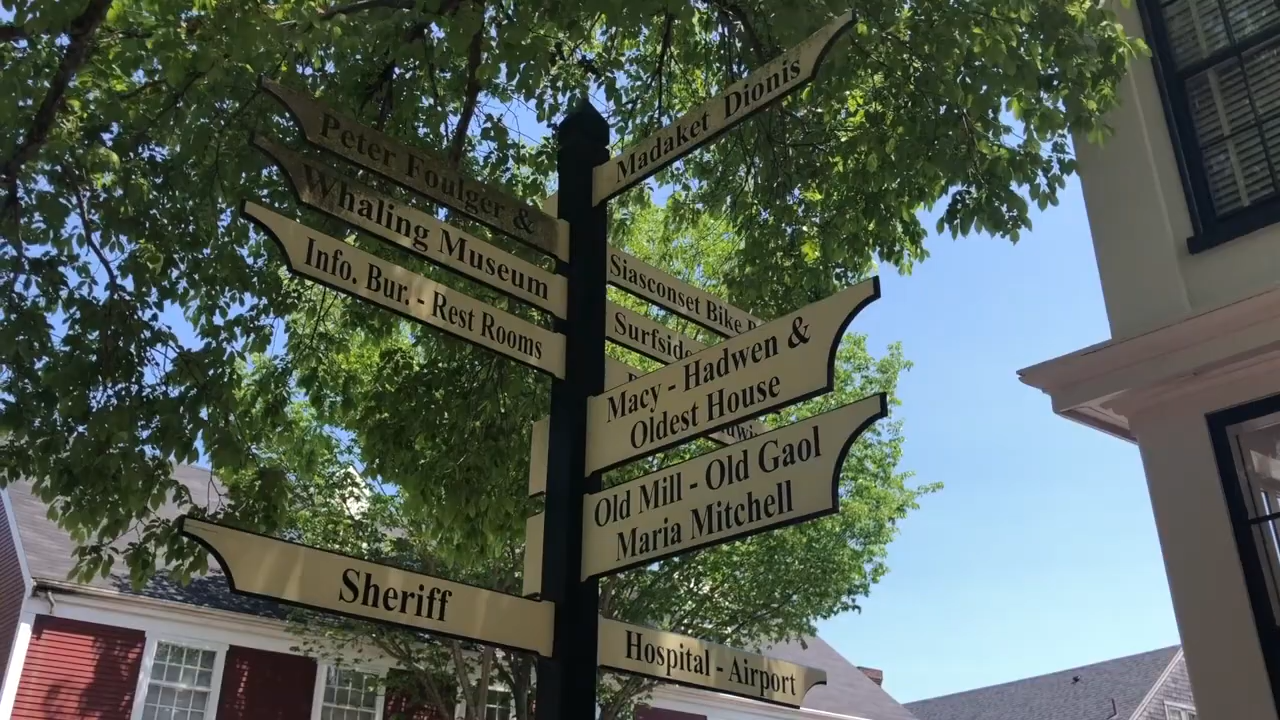 Madaket Dionis
Peter Foulger &
Whaling Museum
Info. Bur. - Rest Rooms
Siasconset Bike
Surfside
Macy - Hadwen &
Oldest House
Old Mill - Old Gaol
Maria Mitchell
Sheriff
Hospital - Airport